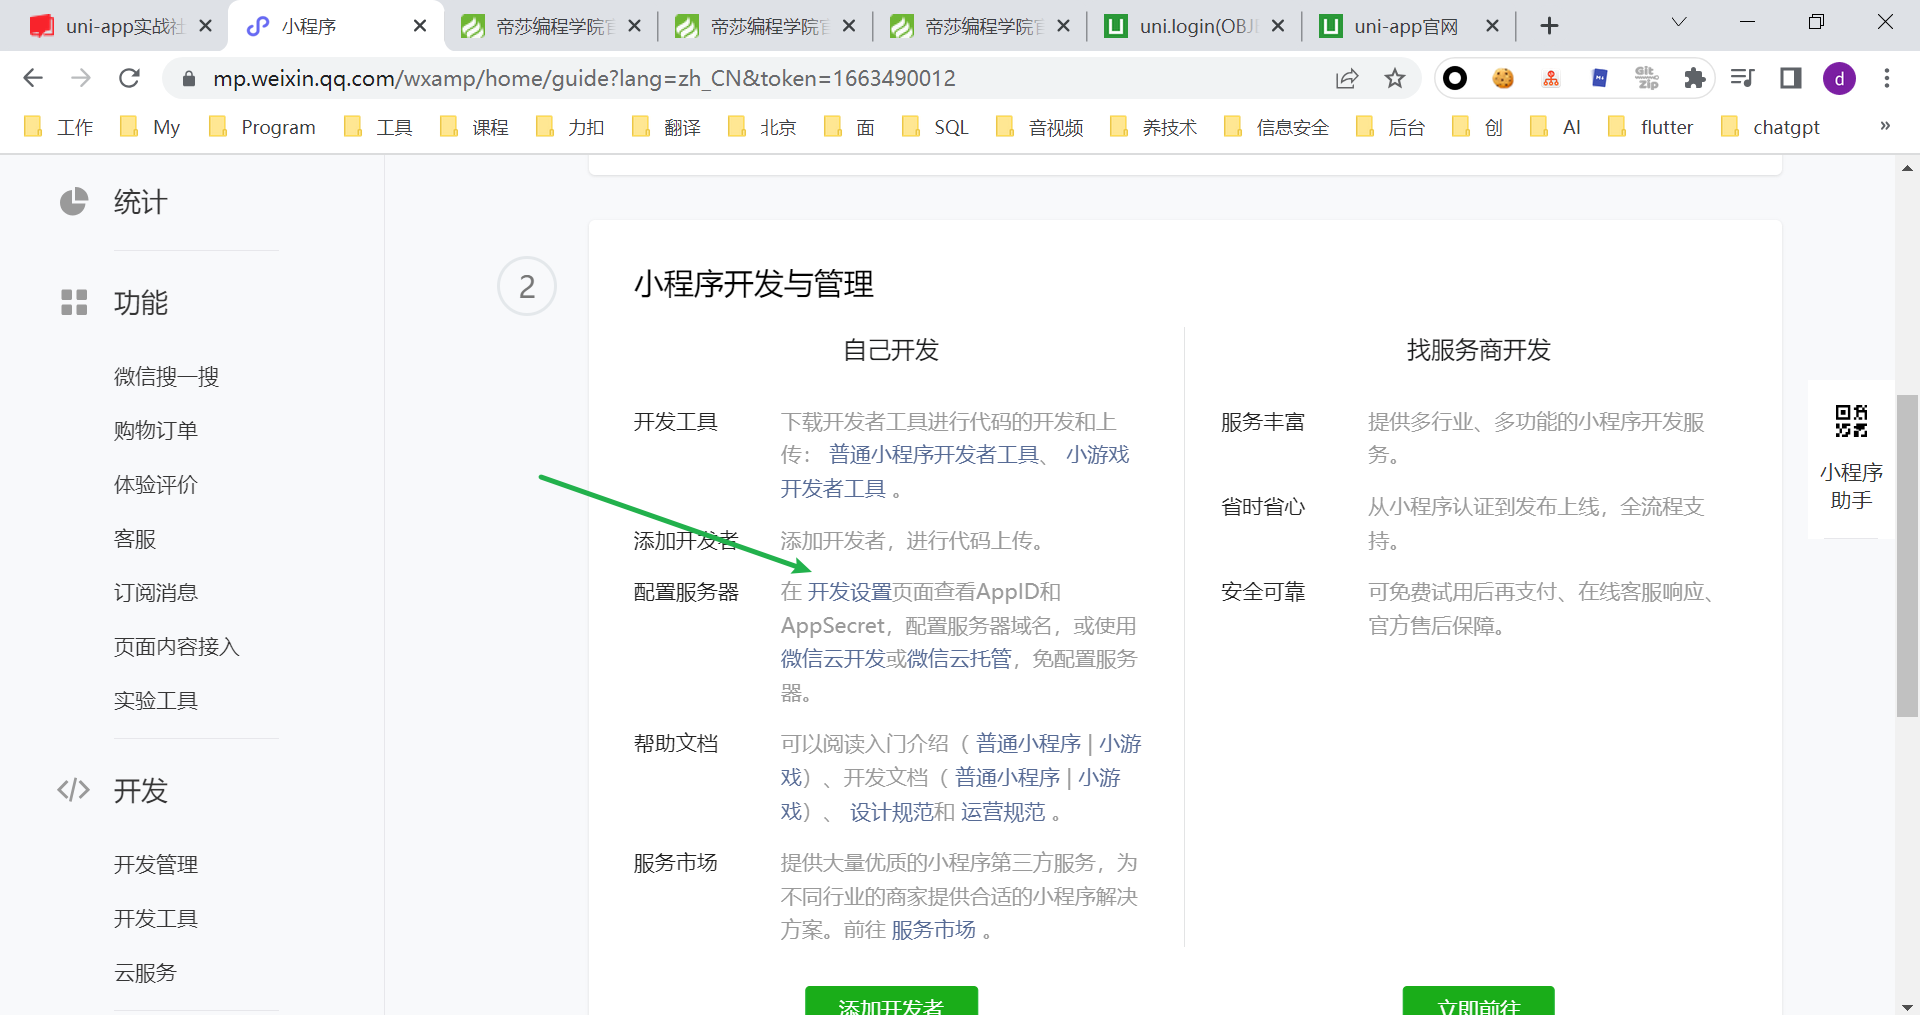 uni-app实战社
小程序
帝莎编程学院官
帝莎编程学院官
帝莎编程学院官
uni.login(OBJI
uni-app官网
mp.weixin.qq.com/wxamp/home/guide?lang=zh_CN&token=1663490012
Git
Zip
d
工作
My
Program
工具
课程
力扣
翻译
北京
面
SQL
音视频
养技术
信息安全
后台
创
AI
flutter
chatgpt
»
统计
功能
微信搜一搜
购物订单
体验评价
客服
订阅消息
页面内容接入
实验工具
开发
开发管理
开发工具
云服务
2
小程序开发与管理
自己开发
开发工具
下载开发者工具进行代码的开发和上
传： 普通小程序开发者工具、 小游戏
开发者工具 。
添加开发者
添加开发者，进行代码上传。
配置服务器
在 开发设置页面查看AppID和
AppSecret，配置服务器域名，或使用
微信云开发或微信云托管，免配置服务
器。
帮助文档
可以阅读入门介绍（ 普通小程序 | 小游
戏）、开发文档（ 普通小程序 | 小游
戏）、 设计规范和 运营规范 。
服务市场
提供大量优质的小程序第三方服务，为
不同行业的商家提供合适的小程序解决
方案。前往 服务市场 。
添加开发者
找服务商开发
服务丰富
提供多行业、多功能的小程序开发服
务。
省时省心
从小程序认证到发布上线，全流程支
持。
安全可靠
可免费试用后再支付、在线客服响应、
官方售后保障。
立即前往
小程序
助手